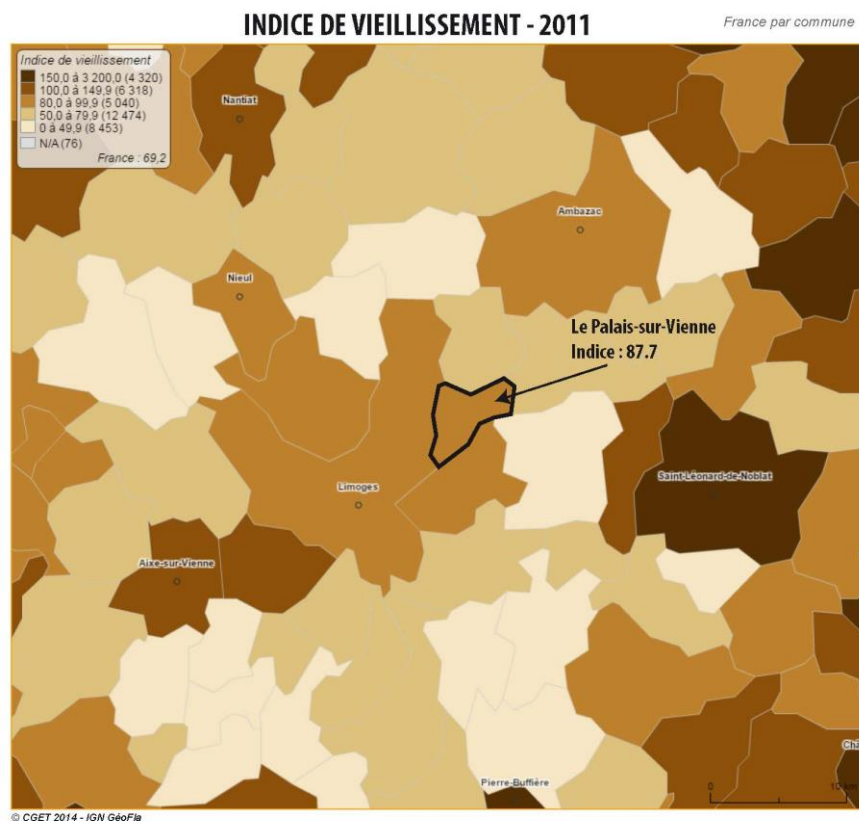 INDICE DE VIEILLISSEMENT - 2011
France par commune
Indice de vieillissement
150,0 à 3 200,0 (4 320)
100,0 à 149,9 (6 318)
80,0 à 99,9 (5 040)
50,0 à 79,9 (12 474)
0 à 49,9 (8 453)
N/A (76)
France : 69,2
Nantiat
Ambazac
Nieul
Le Palais-sur-Vienne
Indice : 87.7
Saint-Léonard-de-Noblat
Limoges
Aixe-sur-Vienne
Pierre-Buffière
0 10 km
© CGET 2014 - IGN GéoFla